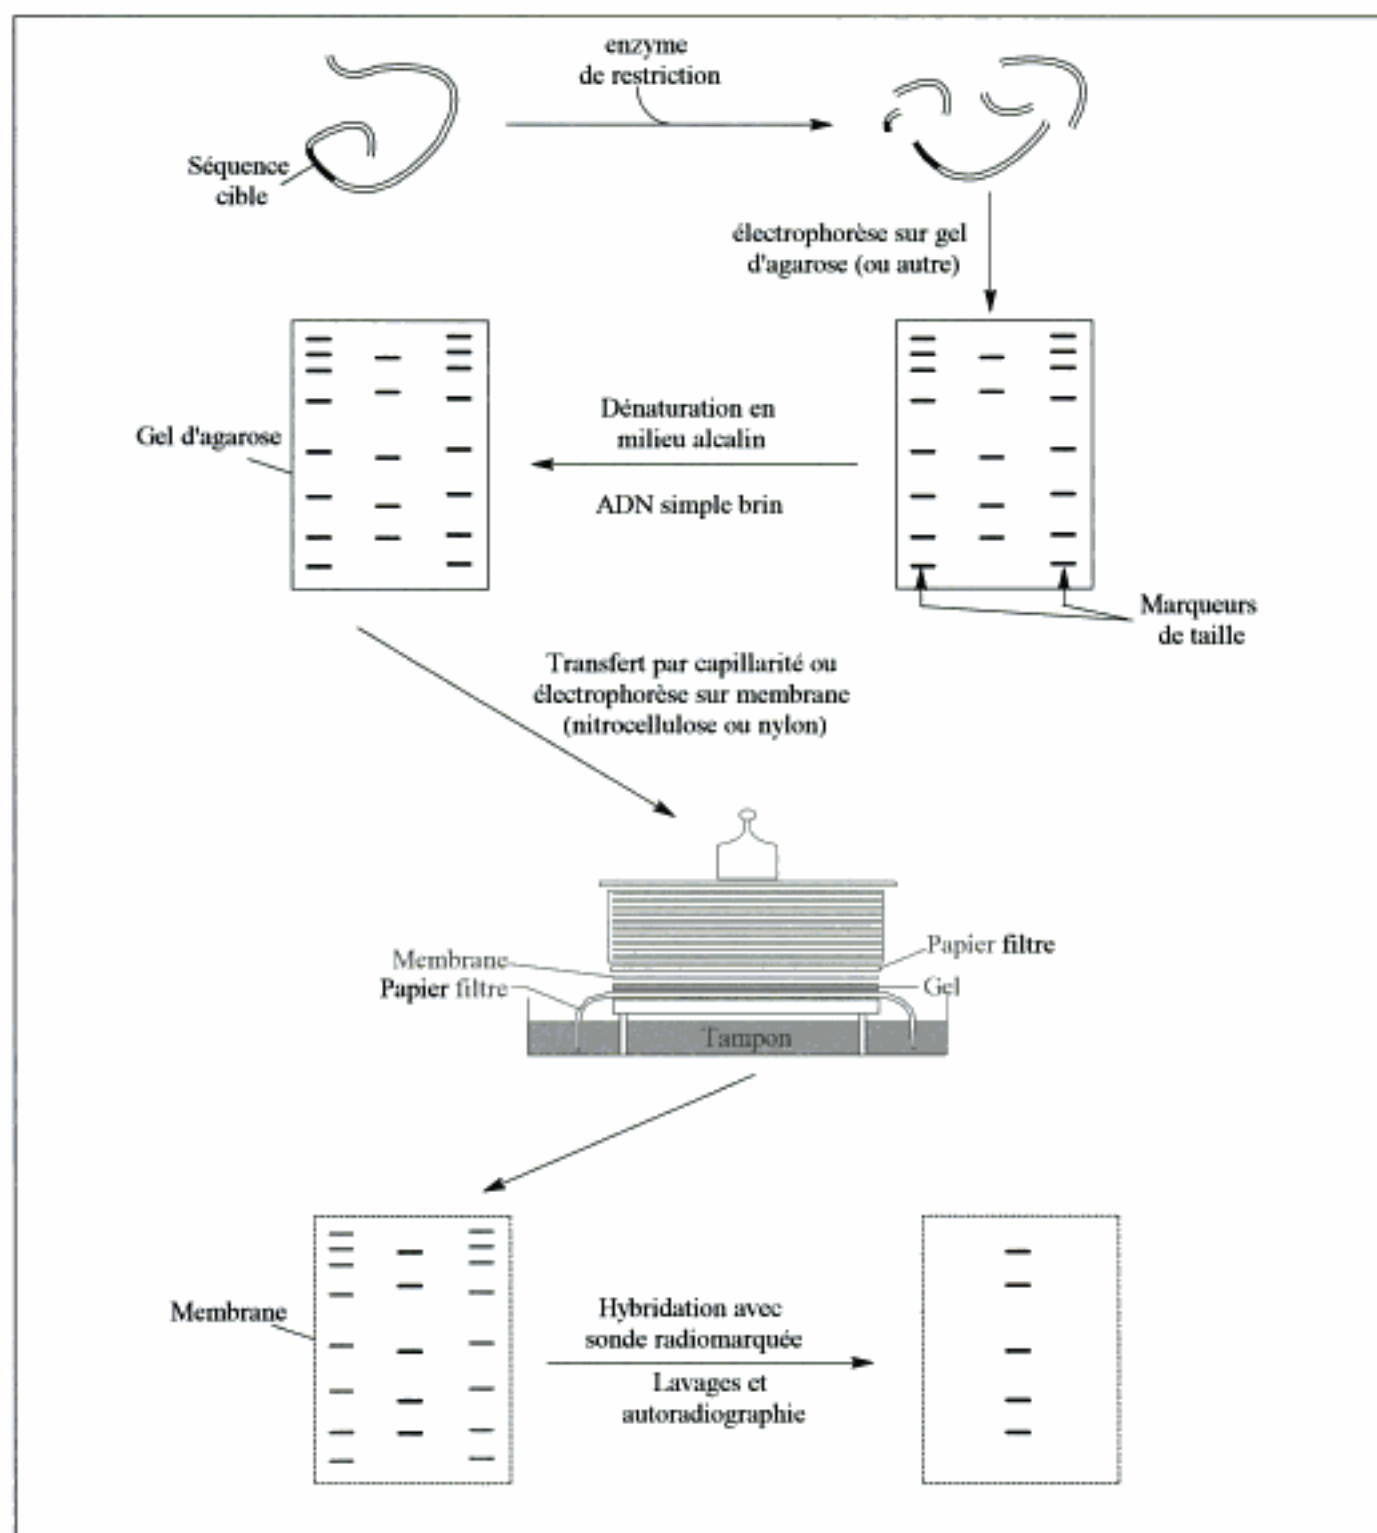 enzyme
de restriction
Séquence
cible
électrophorèse sur gel
d'agarose (ou autre)
Gel d'agarose
Dénaturation en
milieu alcalin
ADN simple brin
Marqueurs
de taille
Transfert par capillarité ou
électrophorèse sur membrane
(nitrocellulose ou nylon)
Membrane
Papier filtre
Papier filtre
Gel
Tampon
Membrane
Hybridation avec
sonde radiomarquée
Lavages et
autoradiographie